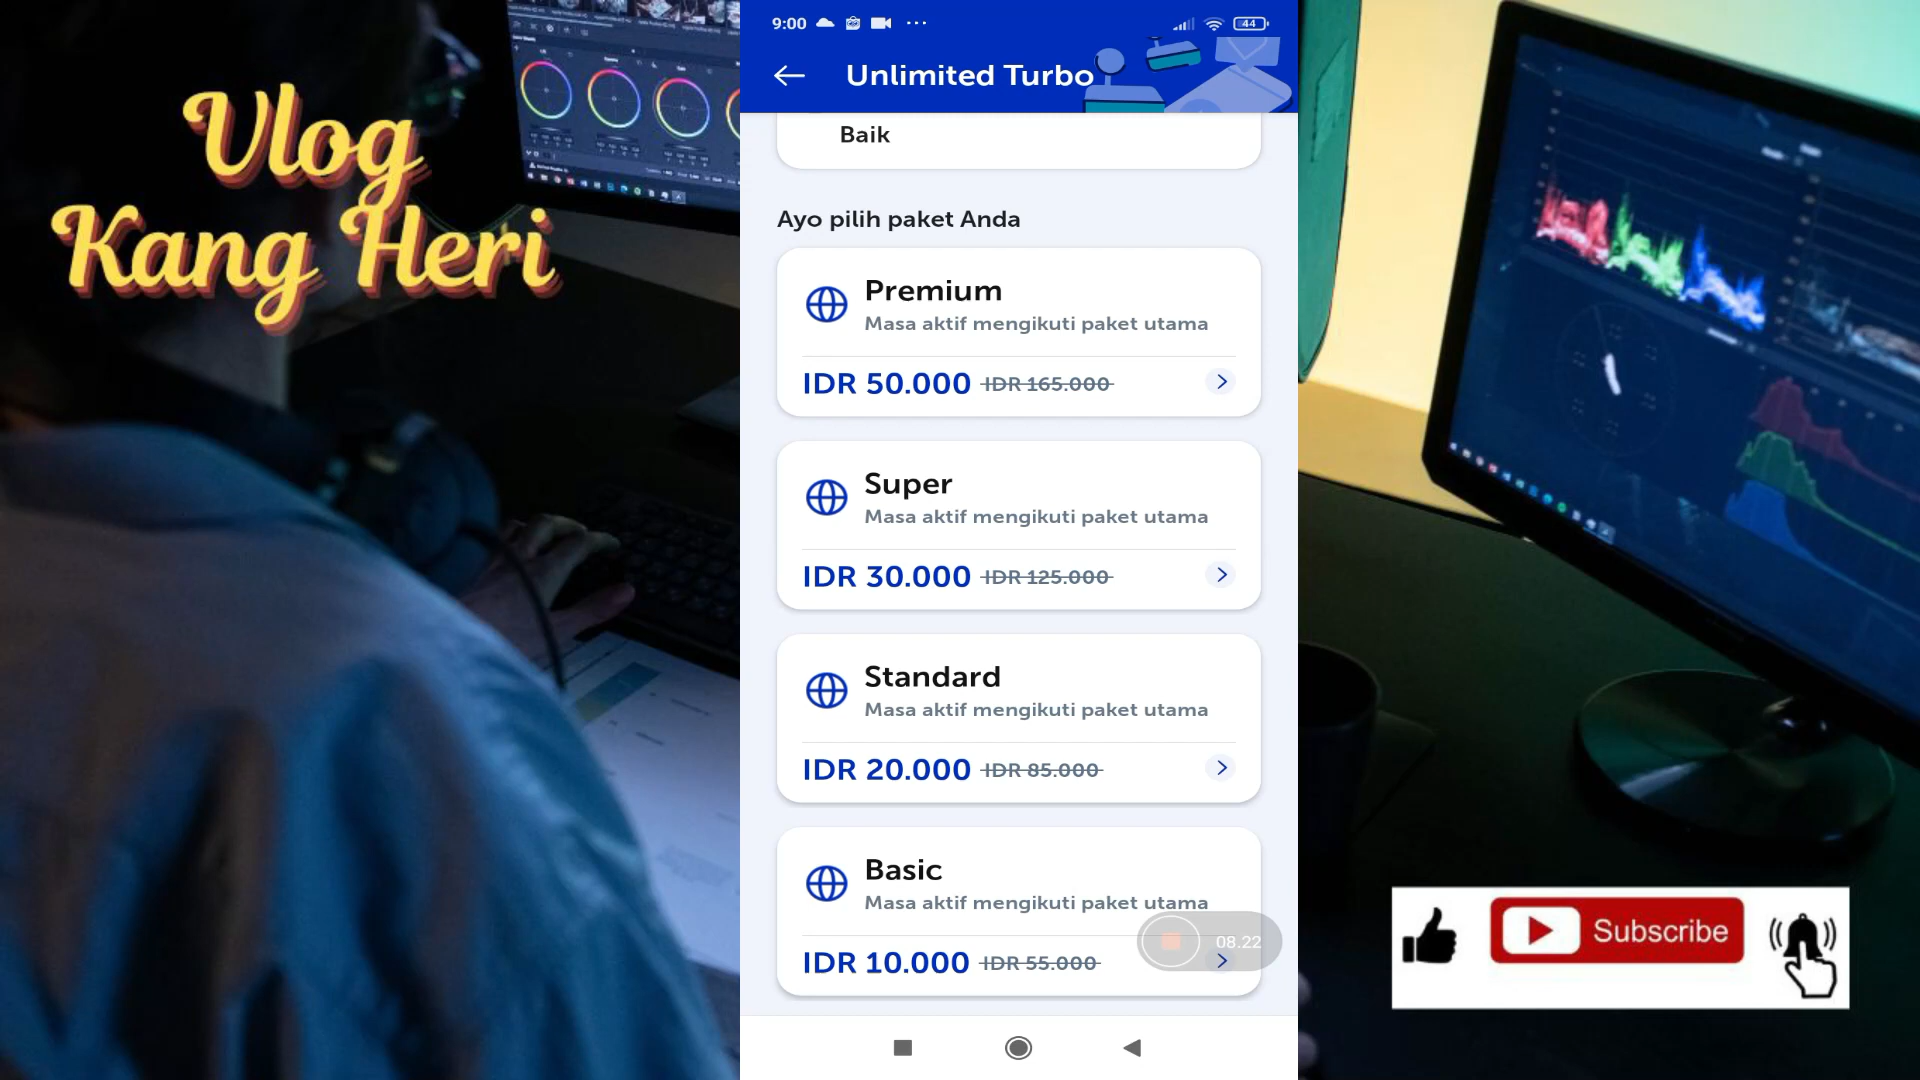 Vlog
Kang Heri
9:00
44
Unlimited Turbo
Baik
Ayo pilih paket Anda
Premium
Masa aktif mengikuti paket utama
IDR 50.000 IDR 165.000
Super
Masa aktif mengikuti paket utama
IDR 30.000 IDR 125.000
Standard
Masa aktif mengikuti paket utama
IDR 20.000 IDR 85.000
Basic
Masa aktif mengikuti paket utama
08.22
IDR 10.000 IDR 55.000
Subscribe